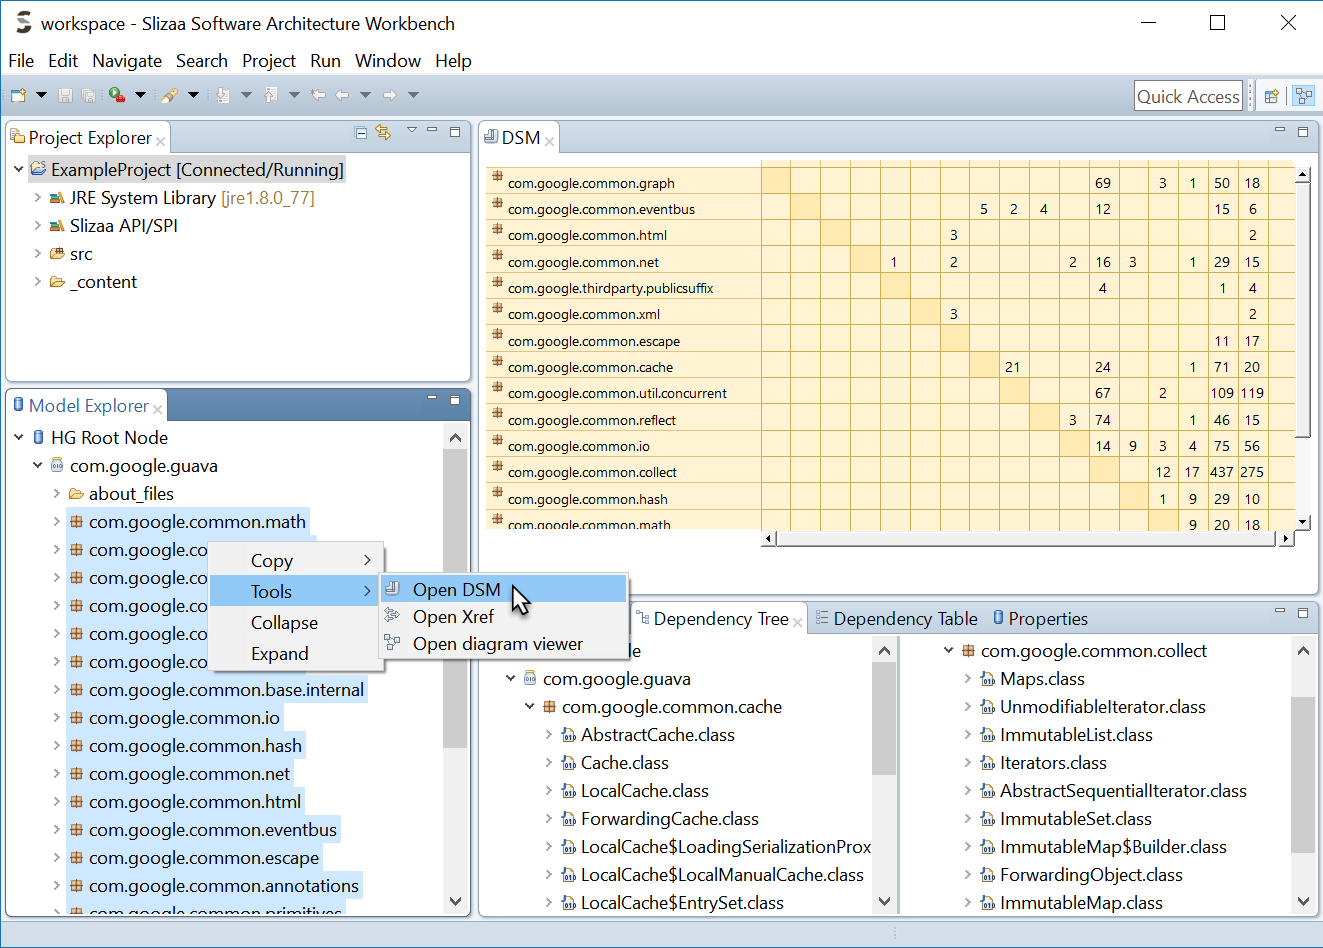 workspace - Slizaa Software Architecture Workbench
File Edit Navigate Search Project Run Window Help
Quick Access
Project Explorer
ExampleProject [Connected/Running]
JRE System Library [jre1.8.0_77]
Slizaa API/SPI
src
_content
DSM
com.google.common.graph 69 3 1 50 18
com.google.common.eventbus 5 2 4 12 15 6
com.google.common.html 3 2
com.google.common.net 1 2 2 16 3 1 29 15
com.google.thirdparty.publicsuffix 4 1 4
com.google.common.xml 3 2
com.google.common.escape 11 17
com.google.common.cache 21 24 1 71 20
com.google.common.util.concurrent 67 2 109 119
com.google.common.reflect 3 74 1 46 15
com.google.common.io 14 9 3 4 75 56
com.google.common.collect 12 17 437 275
com.google.common.hash 1 9 29 10
com.google.common.math 9 20 18
Model Explorer
HG Root Node
com.google.guava
about_files
com.google.common.math
com.google.co
com.google.co
com.google.co
com.google.co
com.google.co
com.google.common.base.internal
com.google.common.io
com.google.common.hash
com.google.common.net
com.google.common.html
com.google.common.eventbus
com.google.common.escape
com.google.common.annotations
com.google.common.primitives
Copy
Tools
Collapse
Expand
Open DSM
Open Xref
Open diagram viewer
Dependency Tree
Dependency Table
Properties
com.google.guava
com.google.common.cache
AbstractCache.class
Cache.class
LocalCache.class
ForwardingCache.class
LocalCache$LoadingSerializationProx
LocalCache$LocalManualCache.class
LocalCache$EntrySet.class
com.google.common.collect
Maps.class
UnmodifiableIterator.class
ImmutableList.class
Iterators.class
AbstractSequentialIterator.class
ImmutableSet.class
ImmutableMap$Builder.class
ForwardingObject.class
ImmutableMap.class